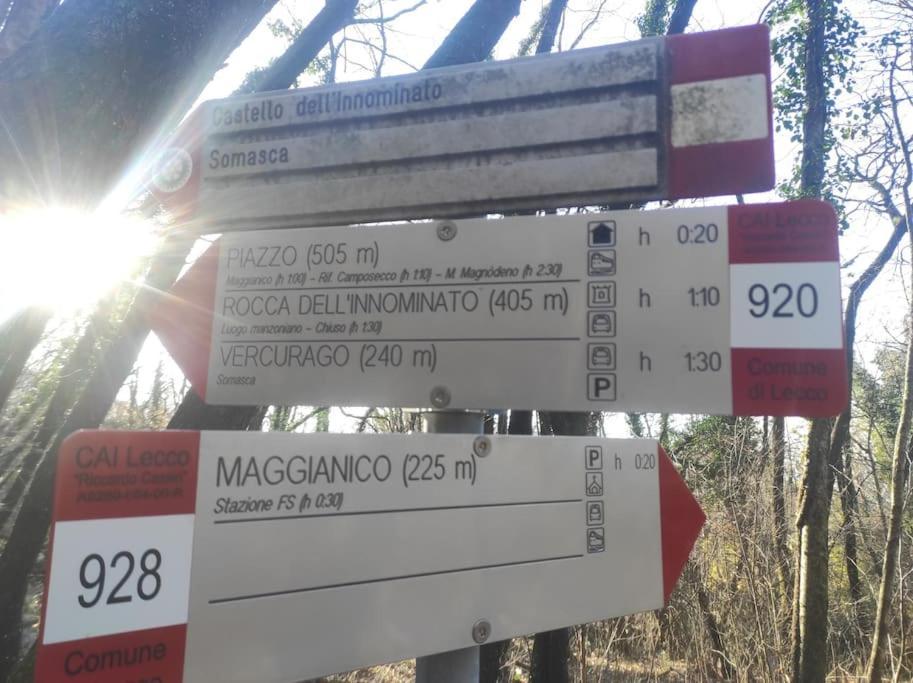 Castello dell'Innominato
Somasca
PIAZZO (505 m) h 0:20
Maggianico (h 1:00) - Rif. Camposecco (h 1:10) - M. Magnòdeno (h 2:30)
ROCCA DELL'INNOMINATO (405 m) h 1:10
Luogo manzoniano - Chiuso (h 1:30)
VERCURAGO (240 m) h 1:30
Somasca
P
CAI Lecco
920
Comune
di Lecco
CAI Lecco
"Riccardo Cassin"
928
Comune
MAGGIANICO (225 m) P h 0:20
Stazione FS (h 0:30)